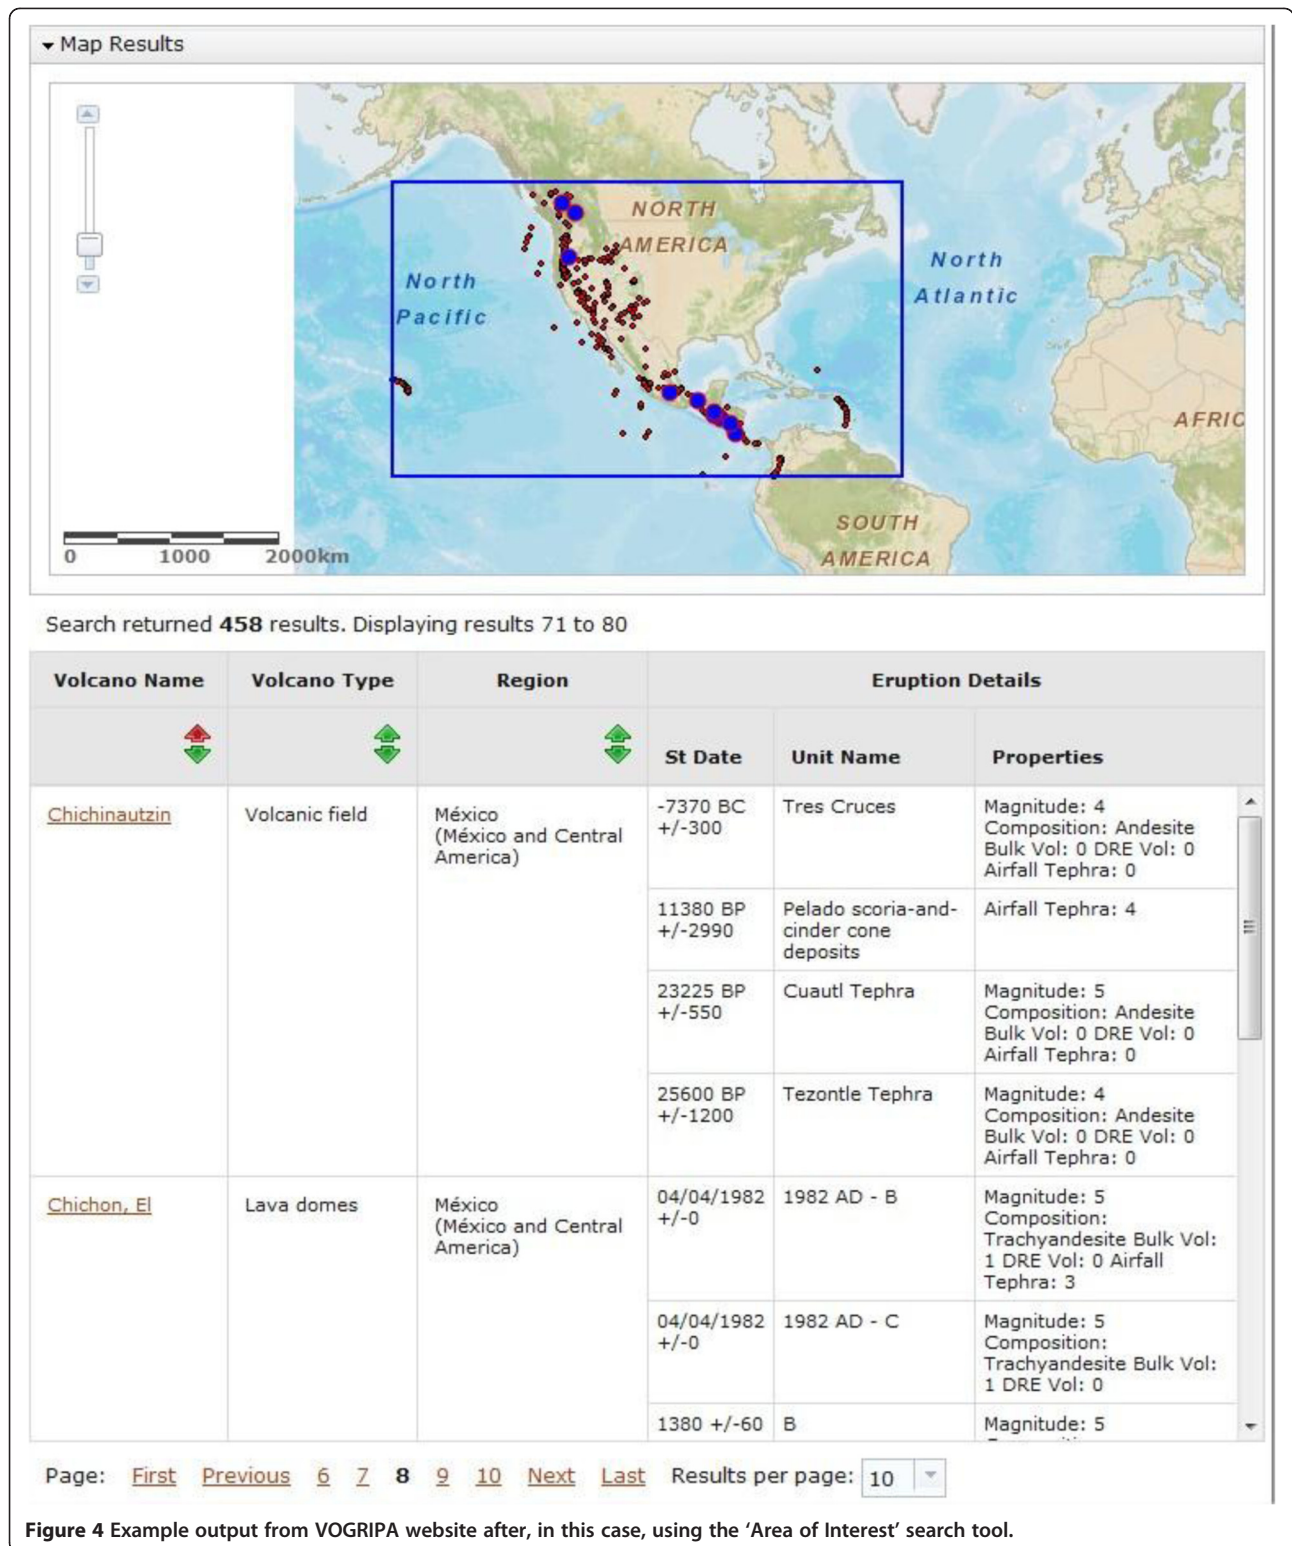 Map Results
NORTH
AMERICA
North
Pacific
North
Atlantic
AFRIC
SOUTH
AMERICA
0 1000 2000km
Search returned 458 results. Displaying results 71 to 80
Volcano Name Volcano Type Region Eruption Details
St Date Unit Name Properties
Chichinautzin Volcanic field México
(México and Central
America)
-7370 BC
+/-300
Tres Cruces
Magnitude: 4
Composition: Andesite
Bulk Vol: 0 DRE Vol: 0
Airfall Tephra: 0
11380 BP
+/-2990
Pelado scoria-and-
cinder cone
deposits
Airfall Tephra: 4
23225 BP
+/-550
Cuautl Tephra
Magnitude: 5
Composition: Andesite
Bulk Vol: 0 DRE Vol: 0
Airfall Tephra: 0
25600 BP
+/-1200
Tezontle Tephra
Magnitude: 4
Composition: Andesite
Bulk Vol: 0 DRE Vol: 0
Airfall Tephra: 0
Chichon, El Lava domes México
(México and Central
America)
04/04/1982
+/-0
1982 AD - B
Magnitude: 5
Composition:
Trachyandesite Bulk Vol:
1 DRE Vol: 0 Airfall
Tephra: 3
04/04/1982
+/-0
1982 AD - C
Magnitude: 5
Composition:
Trachyandesite Bulk Vol:
1 DRE Vol: 0
1380 +/-60 B Magnitude: 5
Page: First Previous 6 7 8 9 10 Next Last Results per page: 10
Figure 4 Example output from VOGRIPA website after, in this case, using the ‘Area of Interest’ search tool.